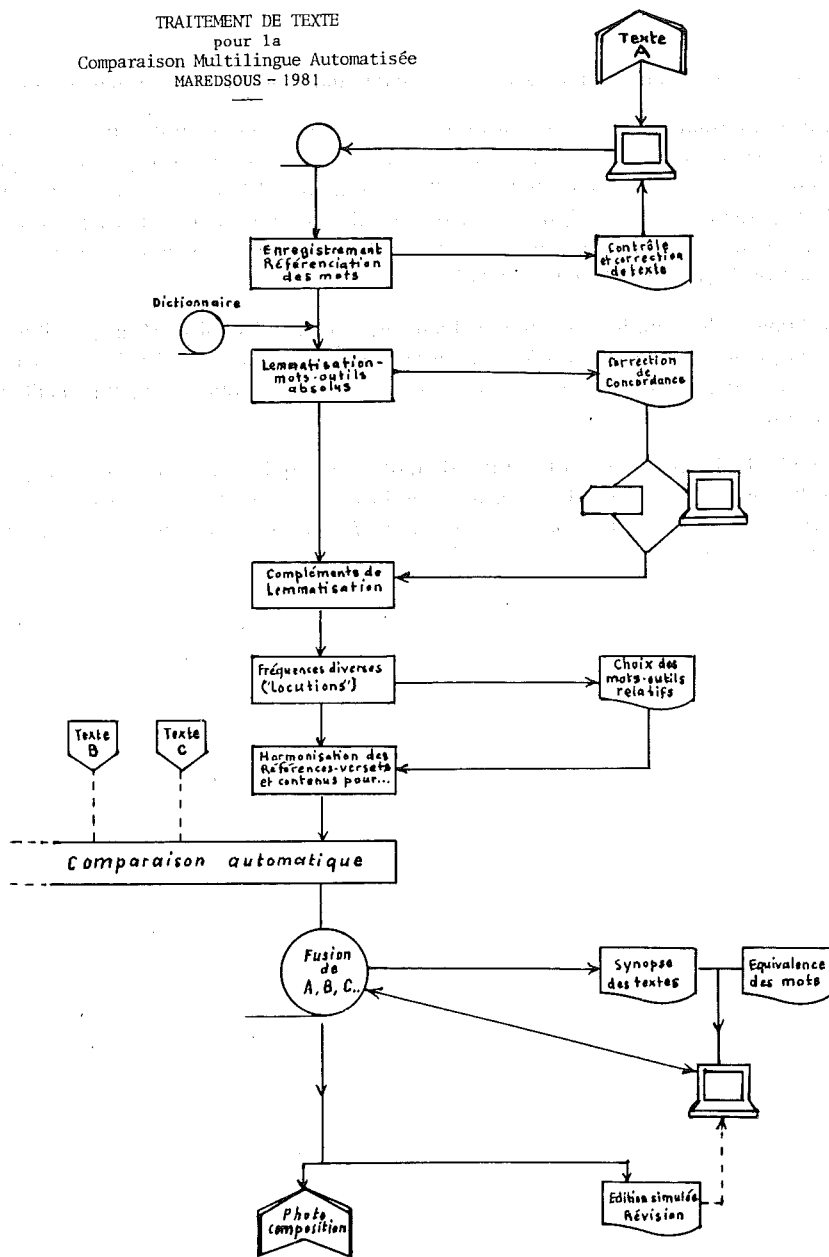 TRAITEMENT DE TEXTE
pour la
Comparaison Multilingue Automatisée
MAREDSOUS - 1981
Texte
A
Enregistrement
Référenciation
des mots
Contrôle
et correction
de texte
Dictionnaire
Lemmatisation-
mots-outils
absolus
Correction
de
Concordance
Compléments de
Lemmatisation
Fréquences diverses
('Locutions')
Choix des
mots-outils
relatifs
Texte
B
Texte
C
Harmonisation des
Références-versets
et contenus pour...
Comparaison automatique
Fusion
de
A, B, C..
Synopse
des textes
Equivalence
des mots
Photo
composition
Edition simulée
Révision